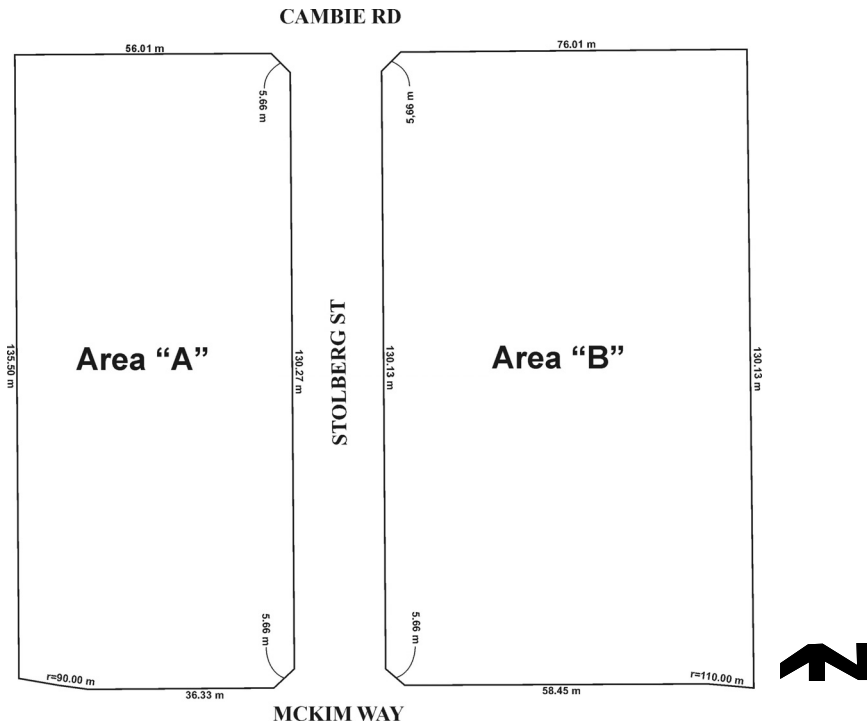 CAMBIE RD
56.01 m
76.01 m
5.66 m
5.66 m
135.50 m
Area “A”
130.27 m
STOLBERG ST
130.13 m
Area “B”
130.13 m
5.66 m
5.66 m
r=90.00 m
36.33 m
58.45 m
r=110.00 m
MCKIM WAY
N